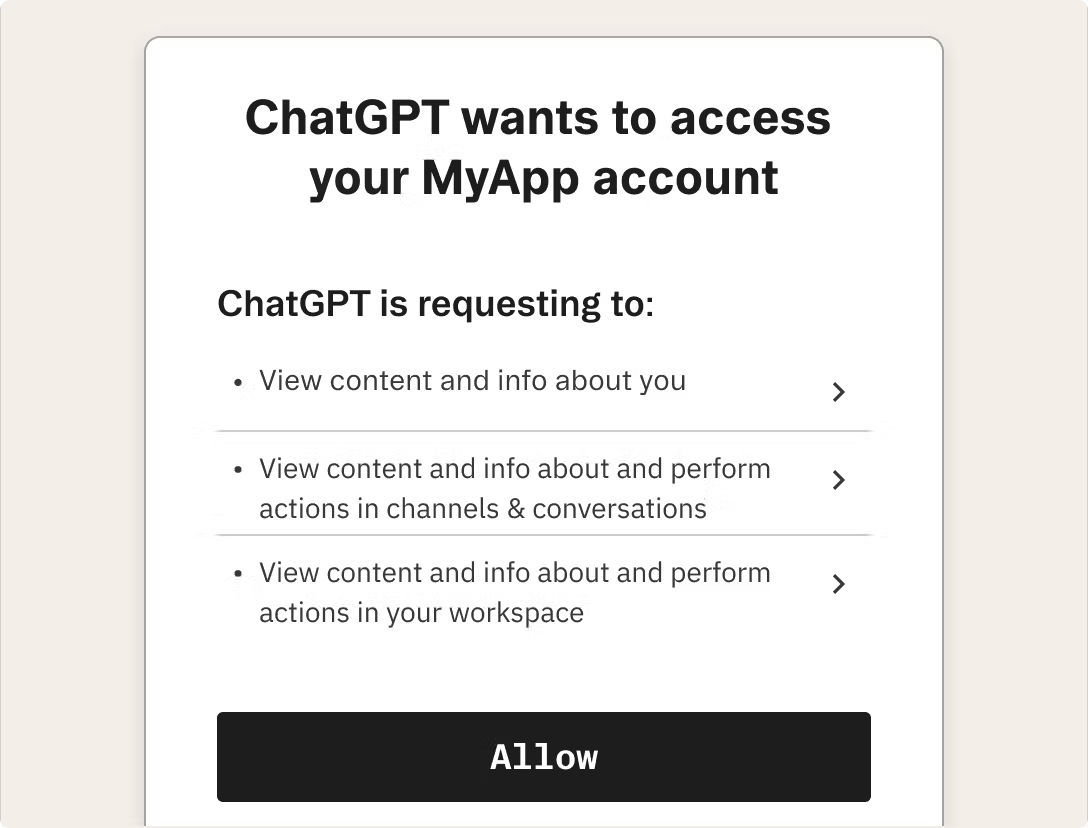 ChatGPT wants to access
your MyApp account
ChatGPT is requesting to:
• View content and info about you
• View content and info about and perform
actions in channels & conversations
• View content and info about and perform
actions in your workspace
Allow